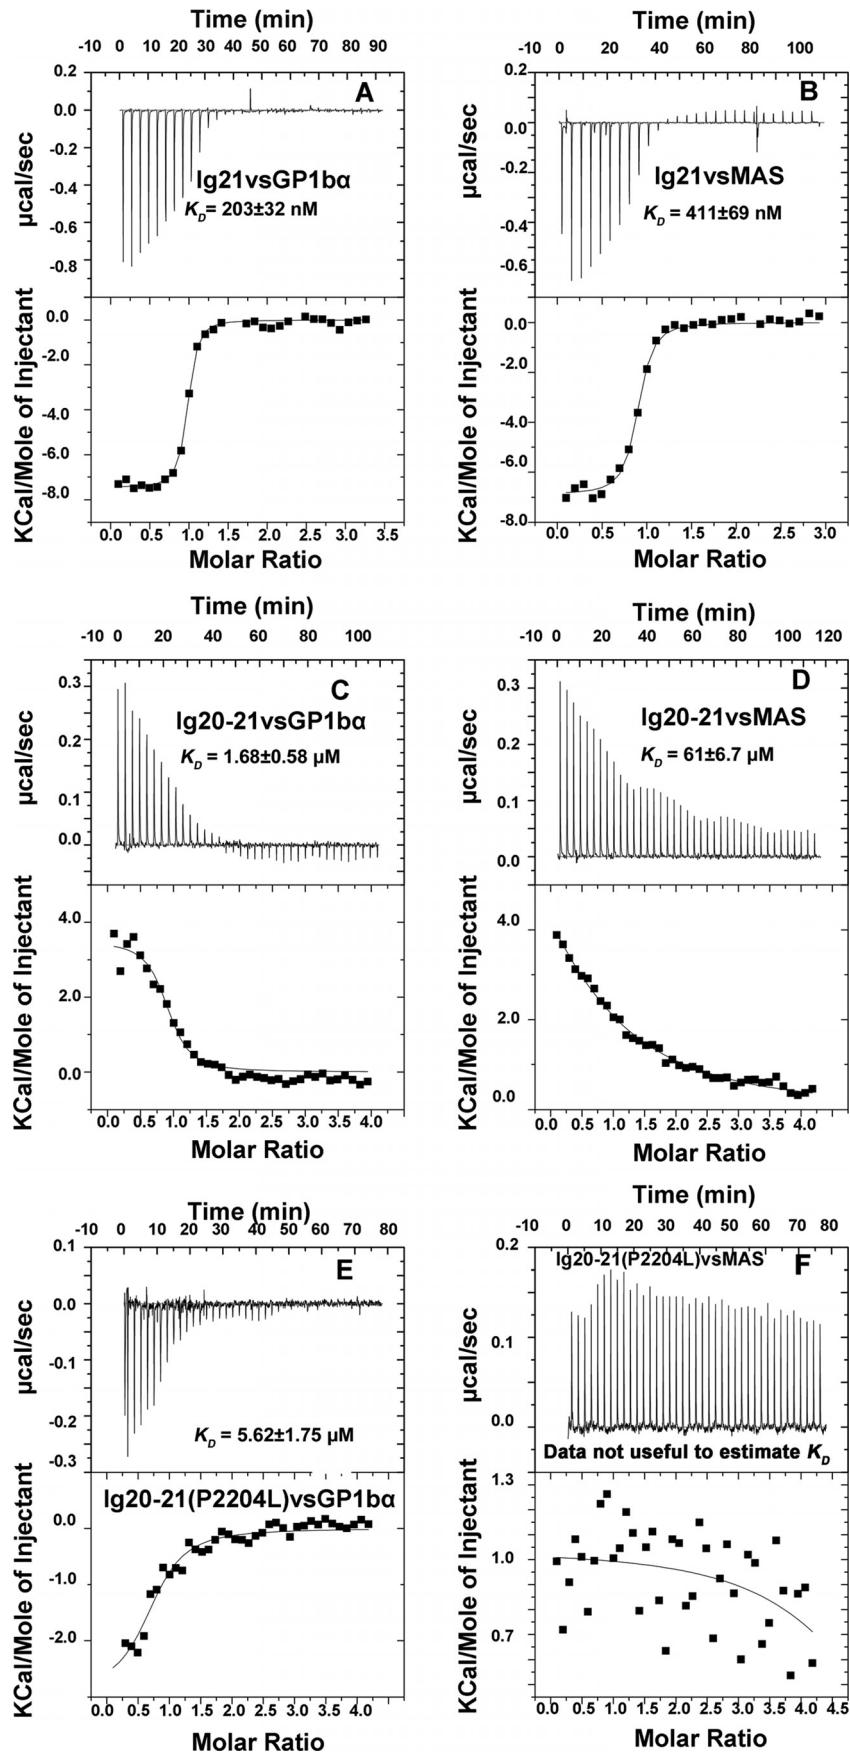 Time (min)
-10 0 10 20 30 40 50 60 70 80 90
0.2
A
0.0
-0.2
-0.4
-0.6
-0.8
µcal/sec
Ig21vsGP1bα
KD= 203±32 nM
0.0
-2.0
-4.0
-6.0
-8.0
KCal/Mole of Injectant
0.0 0.5 1.0 1.5 2.0 2.5 3.0 3.5
Molar Ratio
Time (min)
0 20 40 60 80 100
0.2
B
0.0
-0.2
-0.4
-0.6
µcal/sec
Ig21vsMAS
KD = 411±69 nM
0.0
-2.0
-4.0
-6.0
-8.0
KCal/Mole of Injectant
0.0 0.5 1.0 1.5 2.0 2.5 3.0
Molar Ratio
Time (min)
-10 0 20 40 60 80 100
0.3
0.2
0.1
0.0
µcal/sec
C
Ig20-21vsGP1bα
KD = 1.68±0.58 µM
4.0
2.0
0.0
KCal/Mole of Injectant
0.0 0.5 1.0 1.5 2.0 2.5 3.0 3.5 4.0
Molar Ratio
Time (min)
-10 0 20 40 60 80 100 120
0.3
0.2
0.1
0.0
µcal/sec
D
Ig20-21vsMAS
KD = 61±6.7 µM
4.0
2.0
0.0
KCal/Mole of Injectant
0.0 0.5 1.0 1.5 2.0 2.5 3.0 3.5 4.0
Molar Ratio
Time (min)
-10 0 10 20 30 40 50 60 70 80
0.1
0.0
-0.1
-0.2
-0.3
µcal/sec
E
KD = 5.62±1.75 µM
Ig20-21(P2204L)vsGP1bα
0.0
-1.0
-2.0
KCal/Mole of Injectant
0.0 0.5 1.0 1.5 2.0 2.5 3.0 3.5 4.0
Molar Ratio
Time (min)
-10 0 10 20 30 40 50 60 70 80
0.2
0.1
0.0
µcal/sec
Ig20-21(P2204L)vsMAS
F
Data not useful to estimate KD
1.3
1.0
0.7
KCal/Mole of Injectant
0.0 0.5 1.0 1.5 2.0 2.5 3.0 3.5 4.0 4.5
Molar Ratio